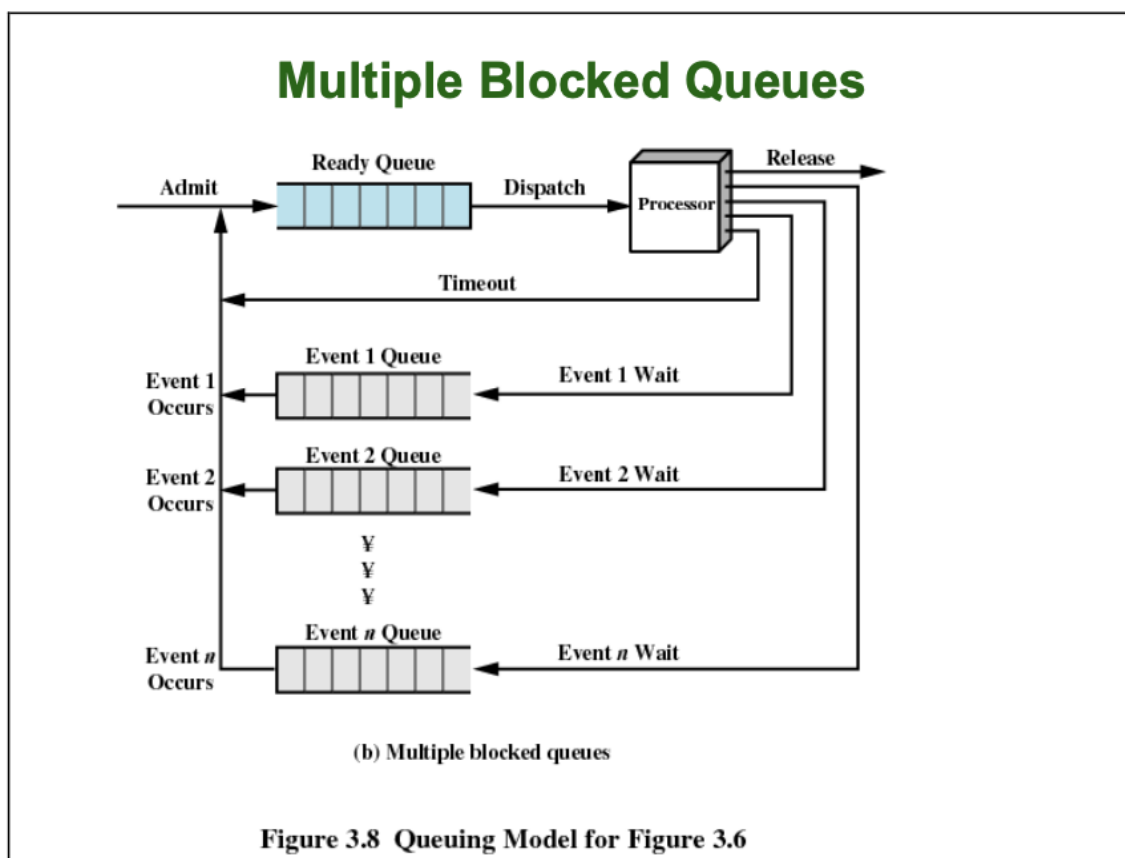 Multiple Blocked Queues
Ready Queue
Release
Admit
Dispatch
Processor
Timeout
Event 1 Queue
Event 1
Occurs
Event 1 Wait
Event 2 Queue
Event 2
Occurs
Event 2 Wait
¥
¥
¥
Event n Queue
Event n
Occurs
Event n Wait
(b) Multiple blocked queues
Figure 3.8 Queuing Model for Figure 3.6